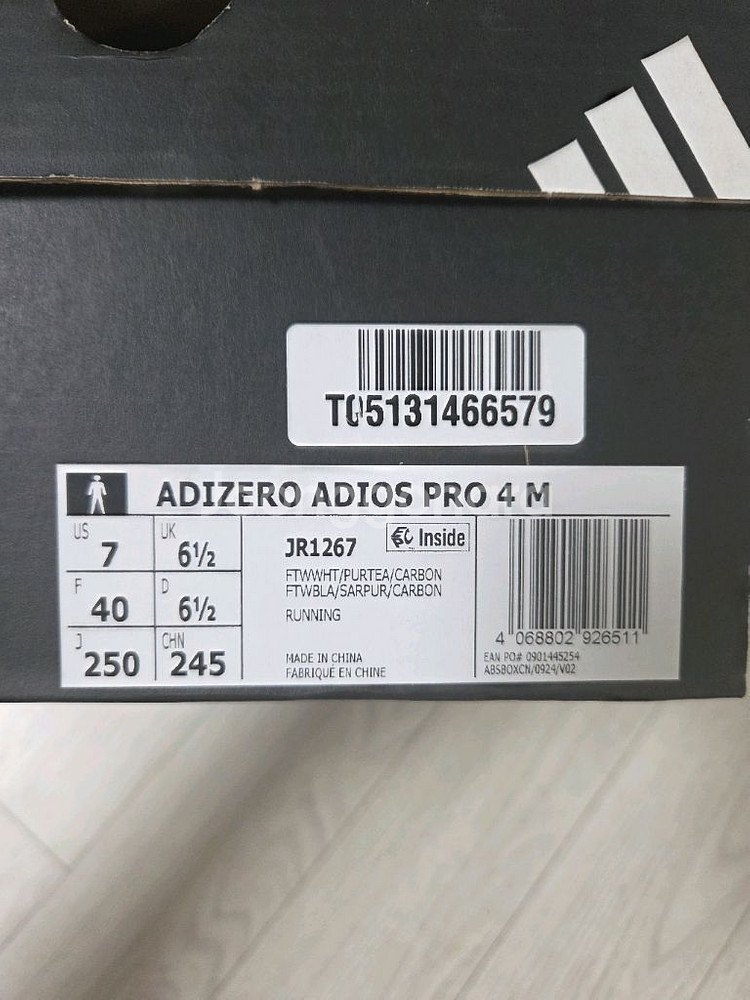 TQ5131466579
ADIZERO ADIOS PRO 4 M
US 7 UK 6½
F 40 D 6½
J 250 CHN 245
JR1267
Inside
FTWWHT/PURTEA/CARBON
FTWBLA/SARPUR/CARBON
RUNNING
MADE IN CHINA
FABRIQUÉ EN CHINE
4 068802 926511
EAN PO# 0901445254
ABSBOXCN/0924/V02